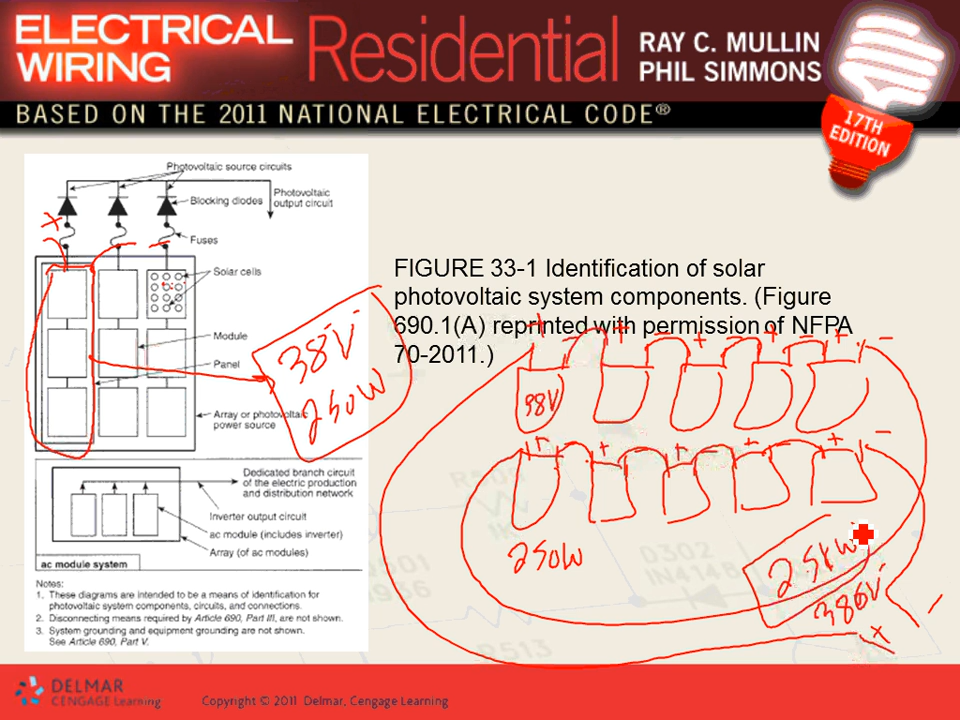 ELECTRICAL
WIRING
Residential
RAY C. MULLIN
PHIL SIMMONS
BASED ON THE 2011 NATIONAL ELECTRICAL CODE®
17TH
EDITION
Photovoltaic source circuits
Photovoltaic
output circuit
Blocking diodes
Fuses
Solar cells
Module
Panel
Array or photovoltaic
power source
Dedicated branch circuit
of the electric production
and distribution network
Inverter output circuit
ac module (includes inverter)
Array (of ac modules)
ac module system
Notes:
1. These diagrams are intended to be a means of identification for
photovoltaic system components, circuits, and connections.
2. Disconnecting means required by Article 690, Part III, are not shown.
3. System grounding and equipment grounding are not shown.
See Article 690, Part V.
FIGURE 33-1 Identification of solar
photovoltaic system components. (Figure
690.1(A) reprinted with permission of NFPA
70-2011.)
38V
250W
+ - + - + - + - + -
38V
+ - + - + - + - + -
250W
380V
+ -
R513
0302
IN4148
DELMAR
CENGAGE Learning
Copyright © 2011 Delmar, Cengage Learning